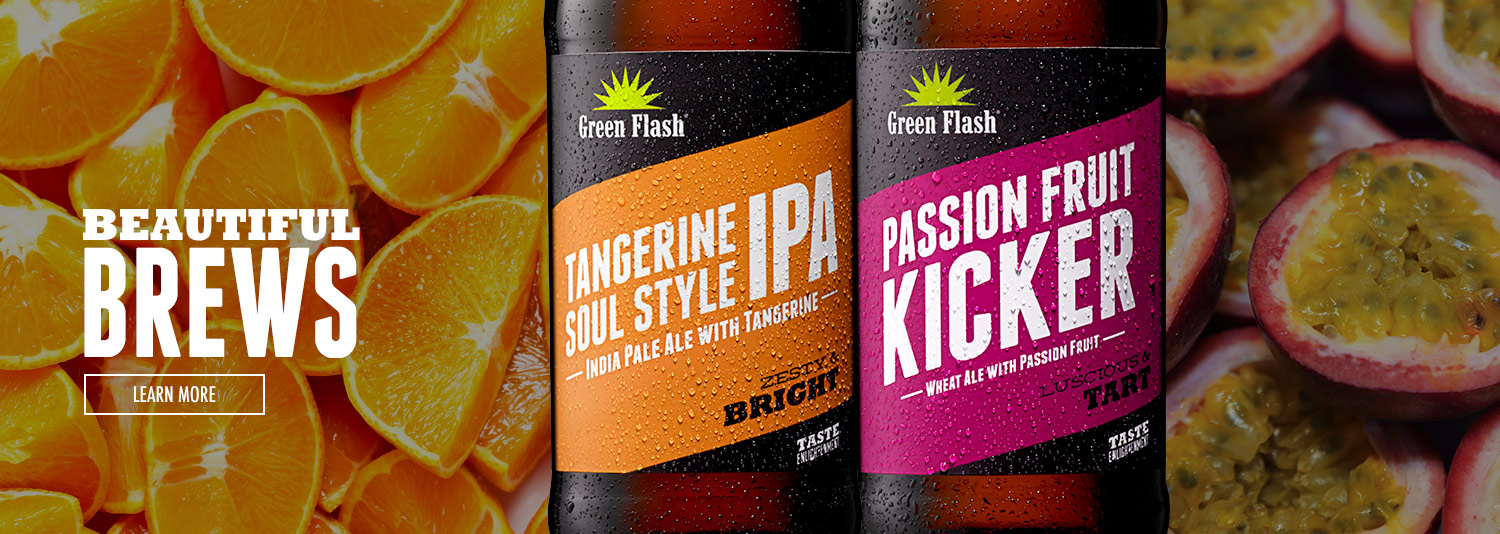 BEAUTIFUL
BREWS
LEARN MORE
Green Flash
TANGERINE
SOUL STYLE
IPA
INDIA PALE ALE WITH TANGERINE
ZESTY &
BRIGHT
TASTE
ENLIGHTENMENT
Green Flash
PASSION FRUIT
KICKER
WHEAT ALE WITH PASSION FRUIT
LUSCIOUS &
TART
TASTE
ENLIGHTENMENT